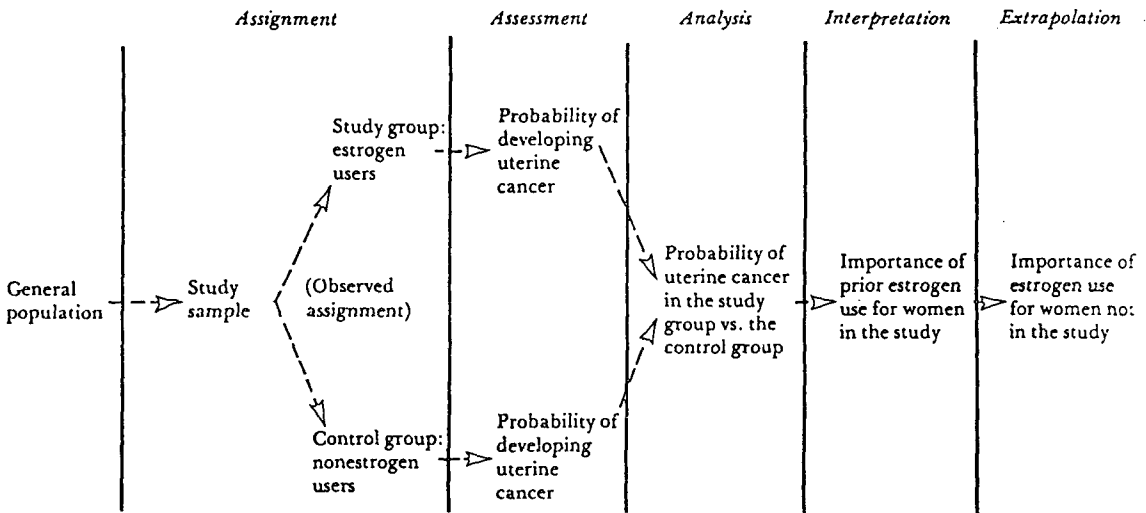 Assignment
Assessment
Analysis
Interpretation
Extrapolation
General
population
Study
sample
Study group:
estrogen
users
(Observed
assignment)
Control group:
nonestrogen
users
Probability of
developing
uterine
cancer
Probability of
developing
uterine
cancer
Probability of
uterine cancer
in the study
group vs. the
control group
Importance of
prior estrogen
use for women
in the study
Importance of
estrogen use
for women not
in the study